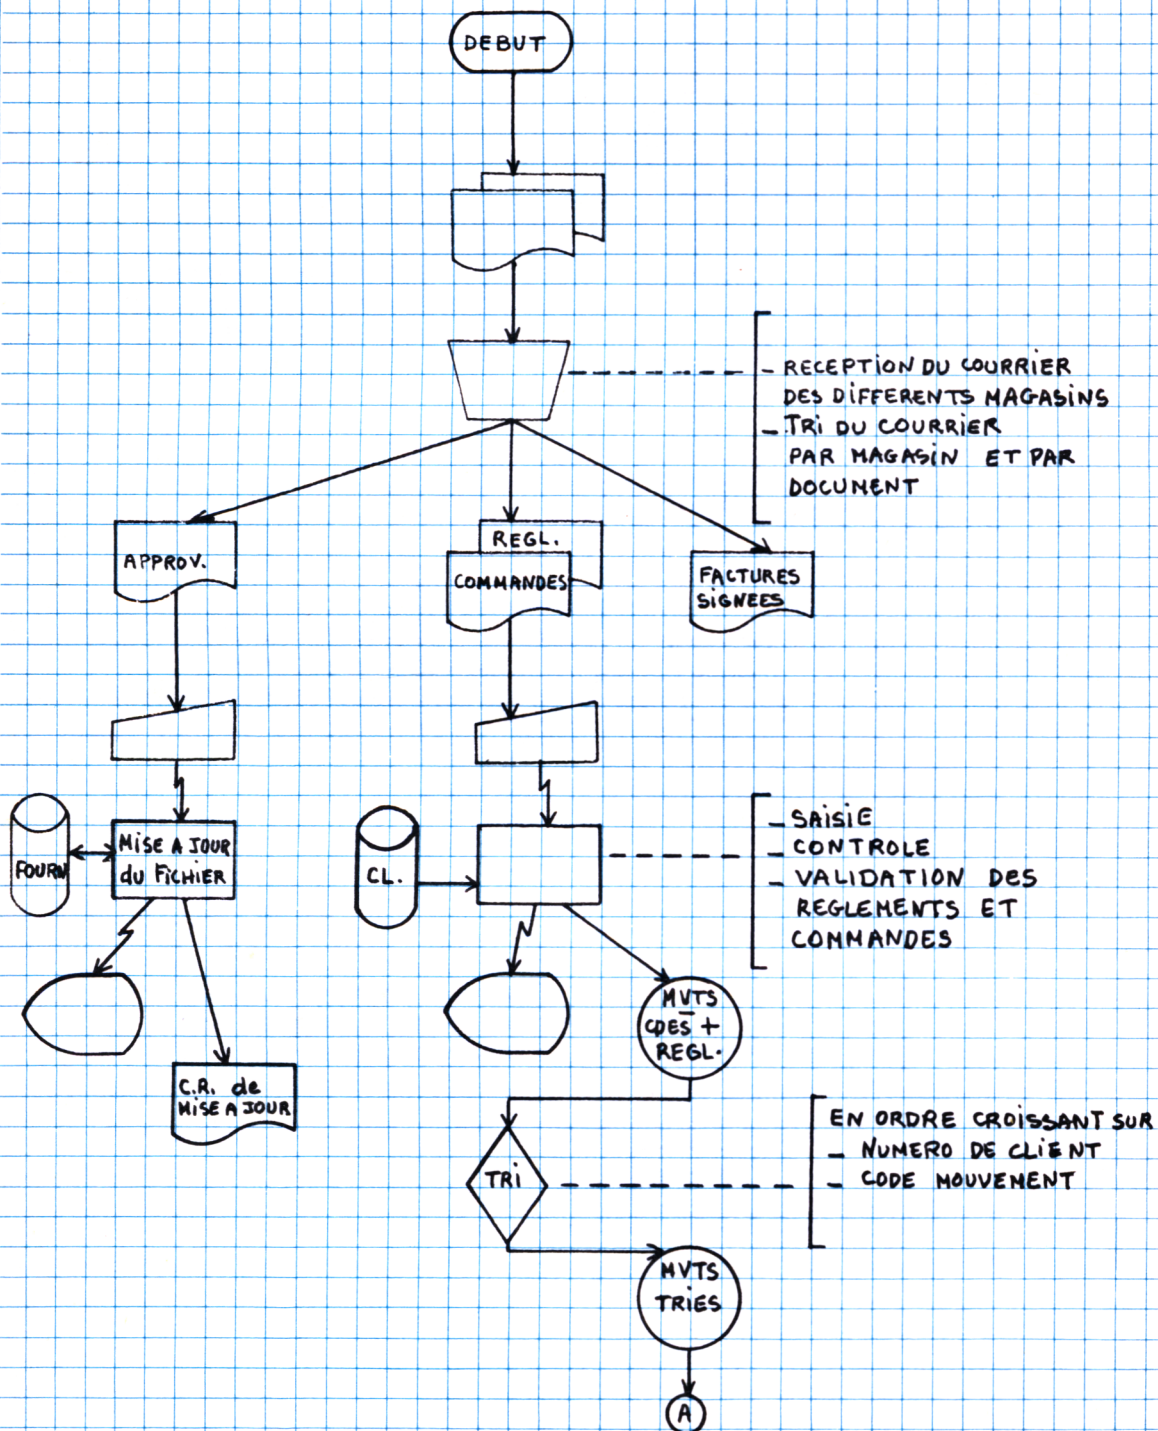 DEBUT
- RECEPTION DU COURRIER
DES DIFFERENTS MAGASINS
- TRI DU COURRIER
PAR MAGASIN ET PAR
DOCUMENT
APPROV.
REGL.
COMMANDES
FACTURES
SIGNEES
FOURN
MISE A JOUR
du FICHIER
CL.
- SAISIE
- CONTROLE
- VALIDATION DES
REGLEMENTS ET
COMMANDES
MVTS
CDES +
REGL.
C.R. de
MISE A JOUR
TRI
EN ORDRE CROISSANT SUR
- NUMERO DE CLIENT
- CODE MOUVEMENT
MVTS
TRIES
A